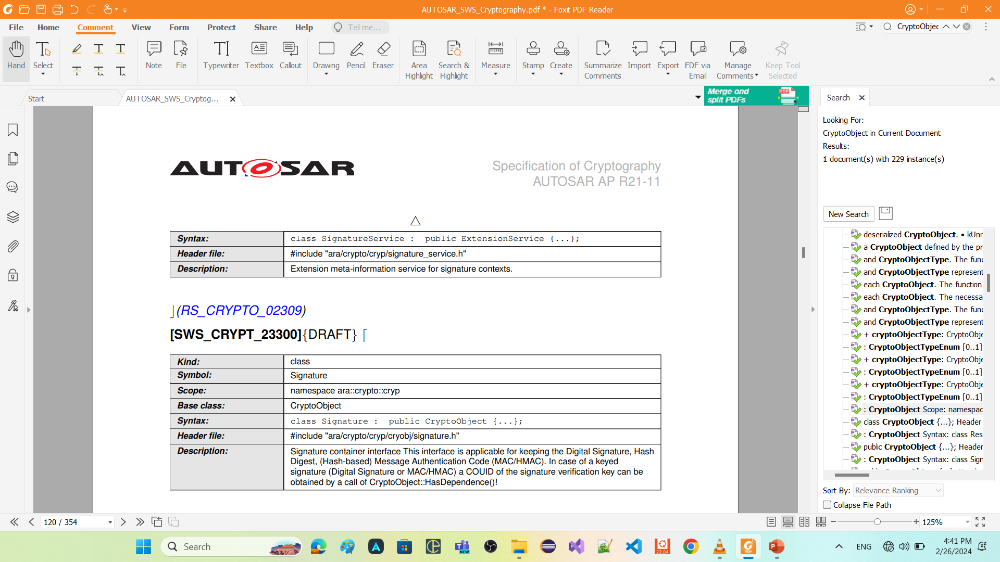 AUTOSAR_SWS_Cryptography.pdf * - Foxit PDF Reader
File Home Comment View Form Protect Share Help Tell me... CryptoObjec
Hand Select Note File Typewriter Textbox Callout Drawing Pencil Eraser Area Highlight Search & Highlight Measure Stamp Create Summarize Comments Import Export FDF via Email Manage Comments Keep Tool Selected
Start AUTOSAR_SWS_Cryptog... Merge and split PDFs PDF Search
Looking For:
CryptoObject in Current Document
Results:
1 document(s) with 229 instance(s)
New Search
AUTOSAR
Specification of Cryptography
AUTOSAR AP R21-11
△
Syntax: class SignatureService : public ExtensionService {...};
Header file: #include "ara/crypto/cryp/signature_service.h"
Description: Extension meta-information service for signature contexts.
⌋(RS_CRYPTO_02309)
[SWS_CRYPT_23300]{DRAFT} ⌈
Kind: class
Symbol: Signature
Scope: namespace ara::crypto::cryp
Base class: CryptoObject
Syntax: class Signature : public CryptoObject {...};
Header file: #include "ara/crypto/cryp/cryobj/signature.h"
Description: Signature container interface This interface is applicable for keeping the Digital Signature, Hash
Digest, (Hash-based) Message Authentication Code (MAC/HMAC). In case of a keyed
signature (Digital Signature or MAC/HMAC) a COUID of the signature verification key can be
obtained by a call of CryptoObject::HasDependence()!
deserialized CryptoObject. • kUnr
a CryptoObject defined by the pr
and CryptoObjectType. The func
and CryptoObjectType represent
each CryptoObject. The function
each CryptoObject. The necessa
and CryptoObjectType. The func
and CryptoObjectType represent
+ cryptoObjectType: CryptoObje
: CryptoObjectTypeEnum [0..1]
+ cryptoObjectType: CryptoObje
: CryptoObjectTypeEnum [0..1]
+ cryptoObjectType: CryptoObje
: CryptoObjectTypeEnum [0..1]
: CryptoObject Scope: namespac
class CryptoObject {...}; Header
: CryptoObject Syntax: class Res
public CryptoObject {...}; Header
: CryptoObject Syntax: class Sign
Sort By: Relevance Ranking
Collapse File Path
120 / 354 125%
Search NEW 22.04 PDF ENG 4:41 PM
2/26/2024